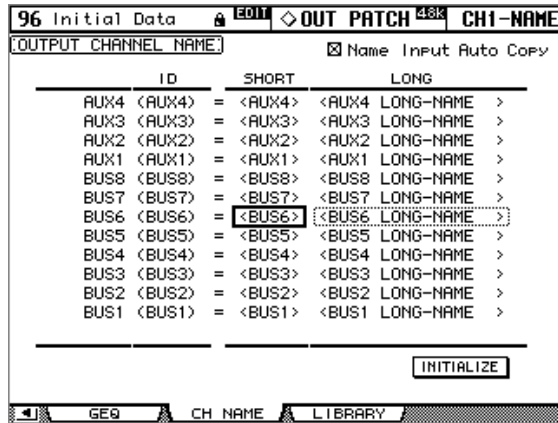 96 Initial Data EDIT ◇OUT PATCH 48K CH1-NAME
OUTPUT CHANNEL NAME
☒ Name Input Auto Copy
ID SHORT LONG
AUX4 (AUX4) = <AUX4> <AUX4 LONG-NAME >
AUX3 (AUX3) = <AUX3> <AUX3 LONG-NAME >
AUX2 (AUX2) = <AUX2> <AUX2 LONG-NAME >
AUX1 (AUX1) = <AUX1> <AUX1 LONG-NAME >
BUS8 (BUS8) = <BUS8> <BUS8 LONG-NAME >
BUS7 (BUS7) = <BUS7> <BUS7 LONG-NAME >
BUS6 (BUS6) = <BUS6> <BUS6 LONG-NAME >
BUS5 (BUS5) = <BUS5> <BUS5 LONG-NAME >
BUS4 (BUS4) = <BUS4> <BUS4 LONG-NAME >
BUS3 (BUS3) = <BUS3> <BUS3 LONG-NAME >
BUS2 (BUS2) = <BUS2> <BUS2 LONG-NAME >
BUS1 (BUS1) = <BUS1> <BUS1 LONG-NAME >
INITIALIZE
GEQ CH NAME LIBRARY